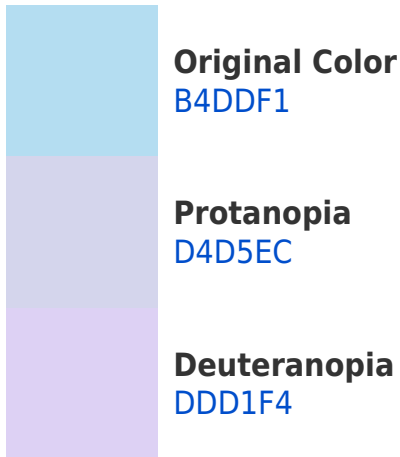 Original Color
B4DDF1
Protanopia
D4D5EC
Deuteranopia
DDD1F4